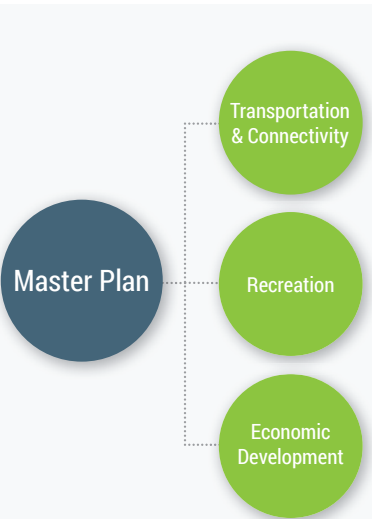 Transportation
& Connectivity
Master Plan
Recreation
Economic
Development